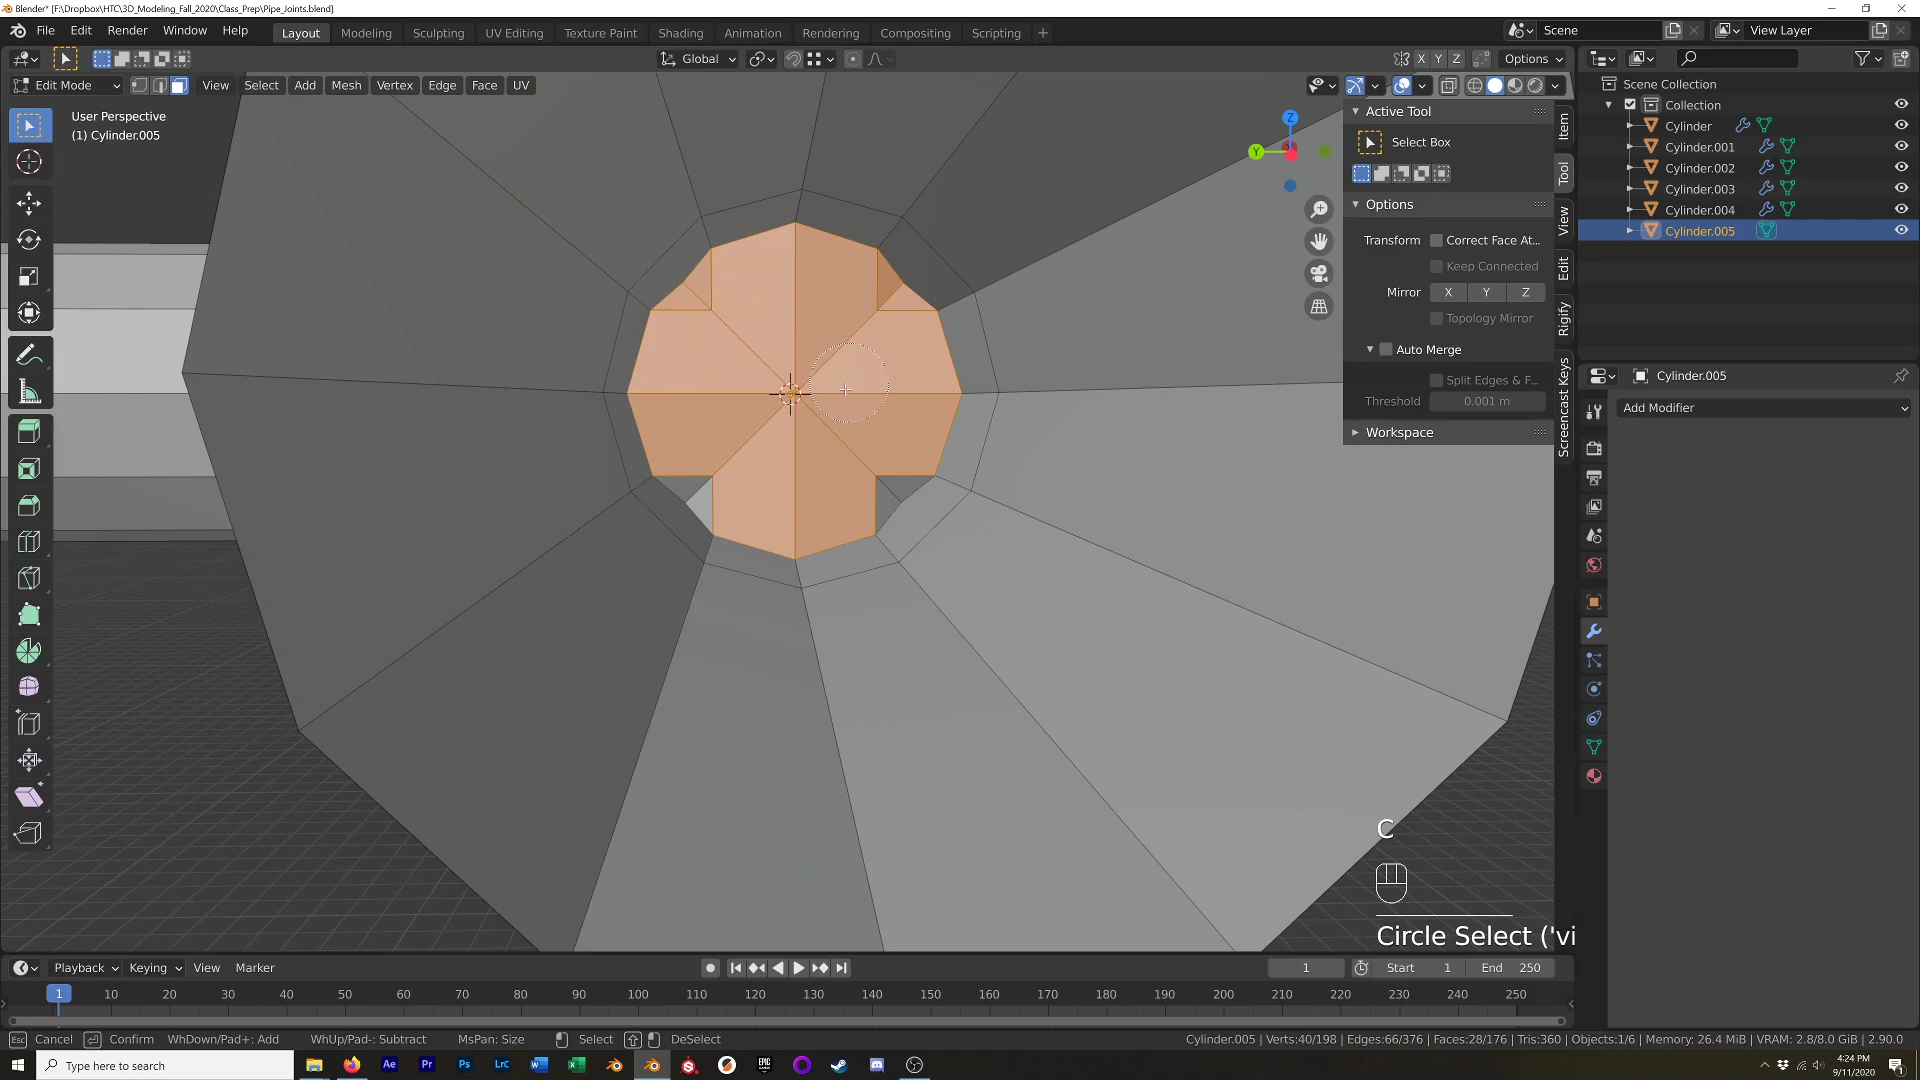 Blender* [F:\Dropbox\HTC\3D_Modeling_Fall_2020\Class_Prep\Pipe_Joints.blend]
File Edit Render Window Help Layout Modeling Sculpting UV Editing Texture Paint Shading Animation Rendering Compositing Scripting + Scene View Layer
Global X Y Z Options
Edit Mode View Select Add Mesh Vertex Edge Face UV
User Perspective
(1) Cylinder.005
Z
Y
Active Tool
Select Box
Options
Transform Correct Face At...
Keep Connected
Mirror X Y Z
Topology Mirror
Auto Merge
Split Edges & F...
Threshold 0.001 m
Workspace
Item
Tool
View
Edit
Rigify
Screencast Keys
Scene Collection
Collection
Cylinder
Cylinder.001
Cylinder.002
Cylinder.003
Cylinder.004
Cylinder.005
Cylinder.005
Add Modifier
C
Circle Select ('vi
Playback Keying View Marker 1 Start 1 End 250
1 10 20 30 40 50 60 70 80 90 100 110 120 130 140 150 160 170 180 190 200 210 220 230 240 250
Esc Cancel Confirm WhDown/Pad+: Add WhUp/Pad-: Subtract MsPan: Size Select DeSelect Cylinder.005 | Verts:40/198 | Edges:66/376 | Faces:28/176 | Tris:360 | Objects:1/6 | Memory: 26.4 MiB | VRAM: 2.8/8.0 GiB | 2.90.0
Type here to search Ae Pr Ps Lrc EPIC GAMES 4:24 PM
9/11/2020